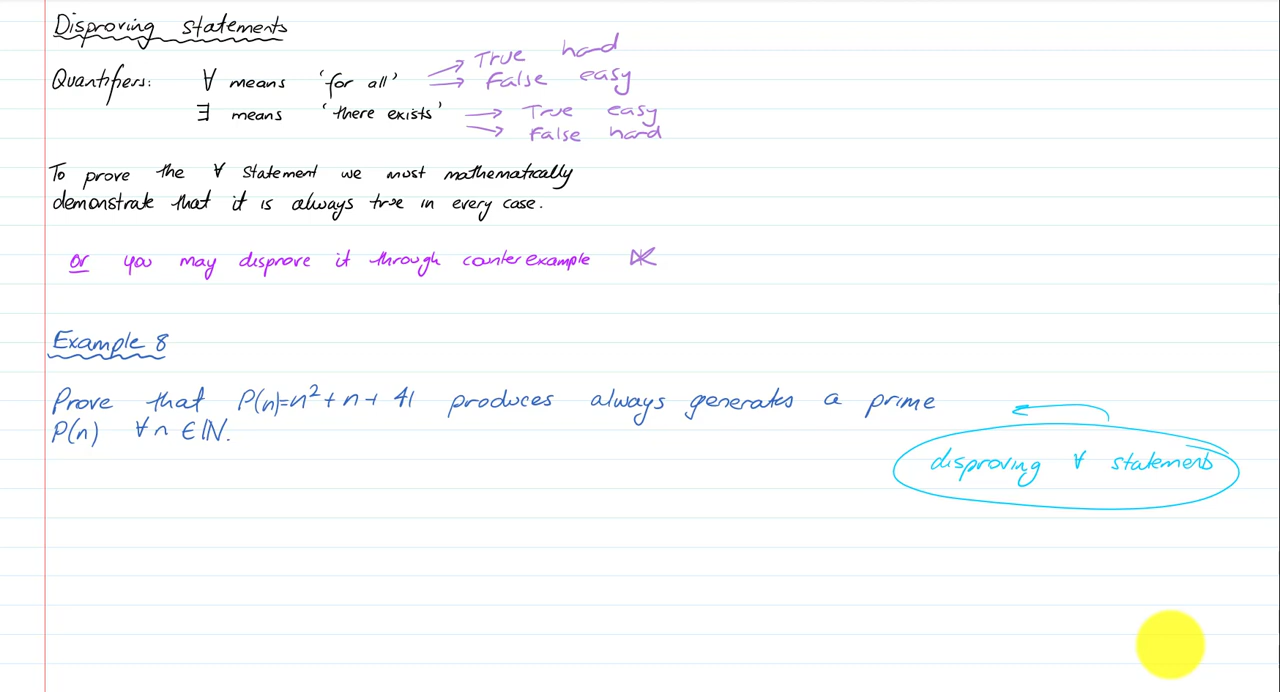 Disproving statements
Quantifiers: ∀ means 'for all' → True hard
→ False easy
∃ means 'there exists' → True easy
→ False hard
To prove the ∀ statement we must mathematically
demonstrate that it is always true in every case.
or you may disprove it through counter example
Example 8
Prove that P(n)=n²+n+41 produces always generates a prime
P(n) ∀n∈ℕ.
disproving ∀ statements